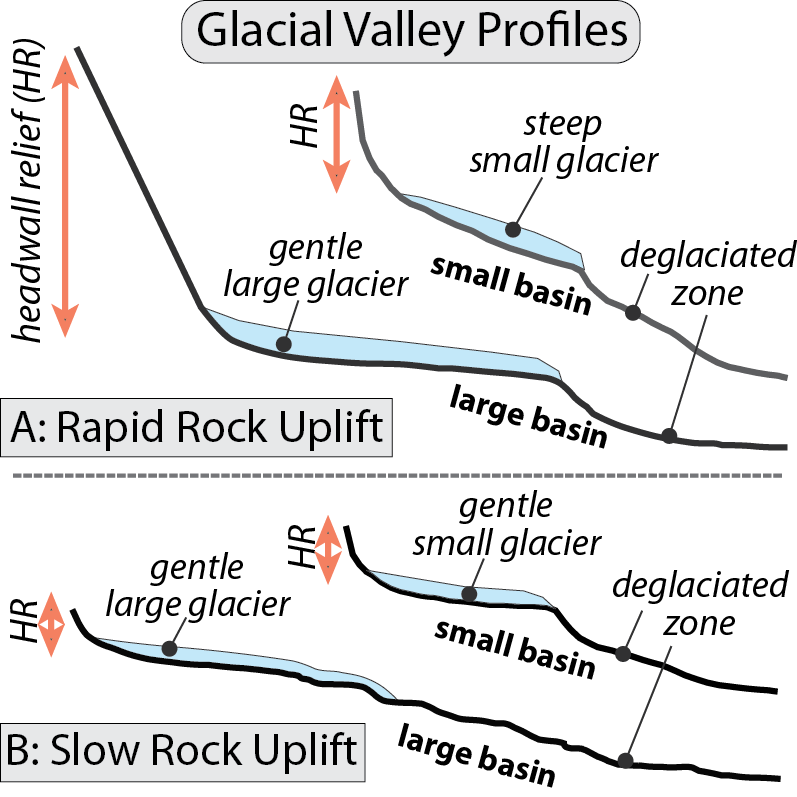 Glacial Valley Profiles
headwall relief (HR)
HR
steep
small glacier
gentle
large glacier
deglaciated
zone
small basin
large basin
A: Rapid Rock Uplift
HR
gentle
small glacier
HR
gentle
large glacier
deglaciated
zone
small basin
large basin
B: Slow Rock Uplift